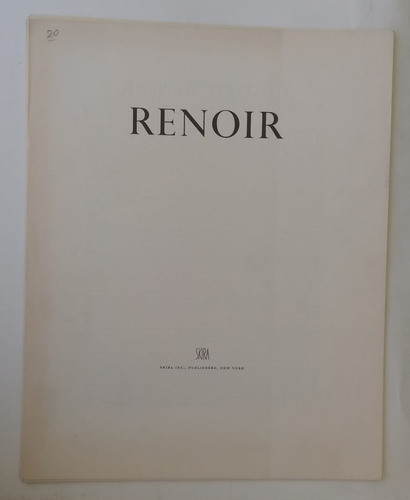 20
RENOIR
SKIRA
SKIRA INC., PUBLISHERS, NEW YORK